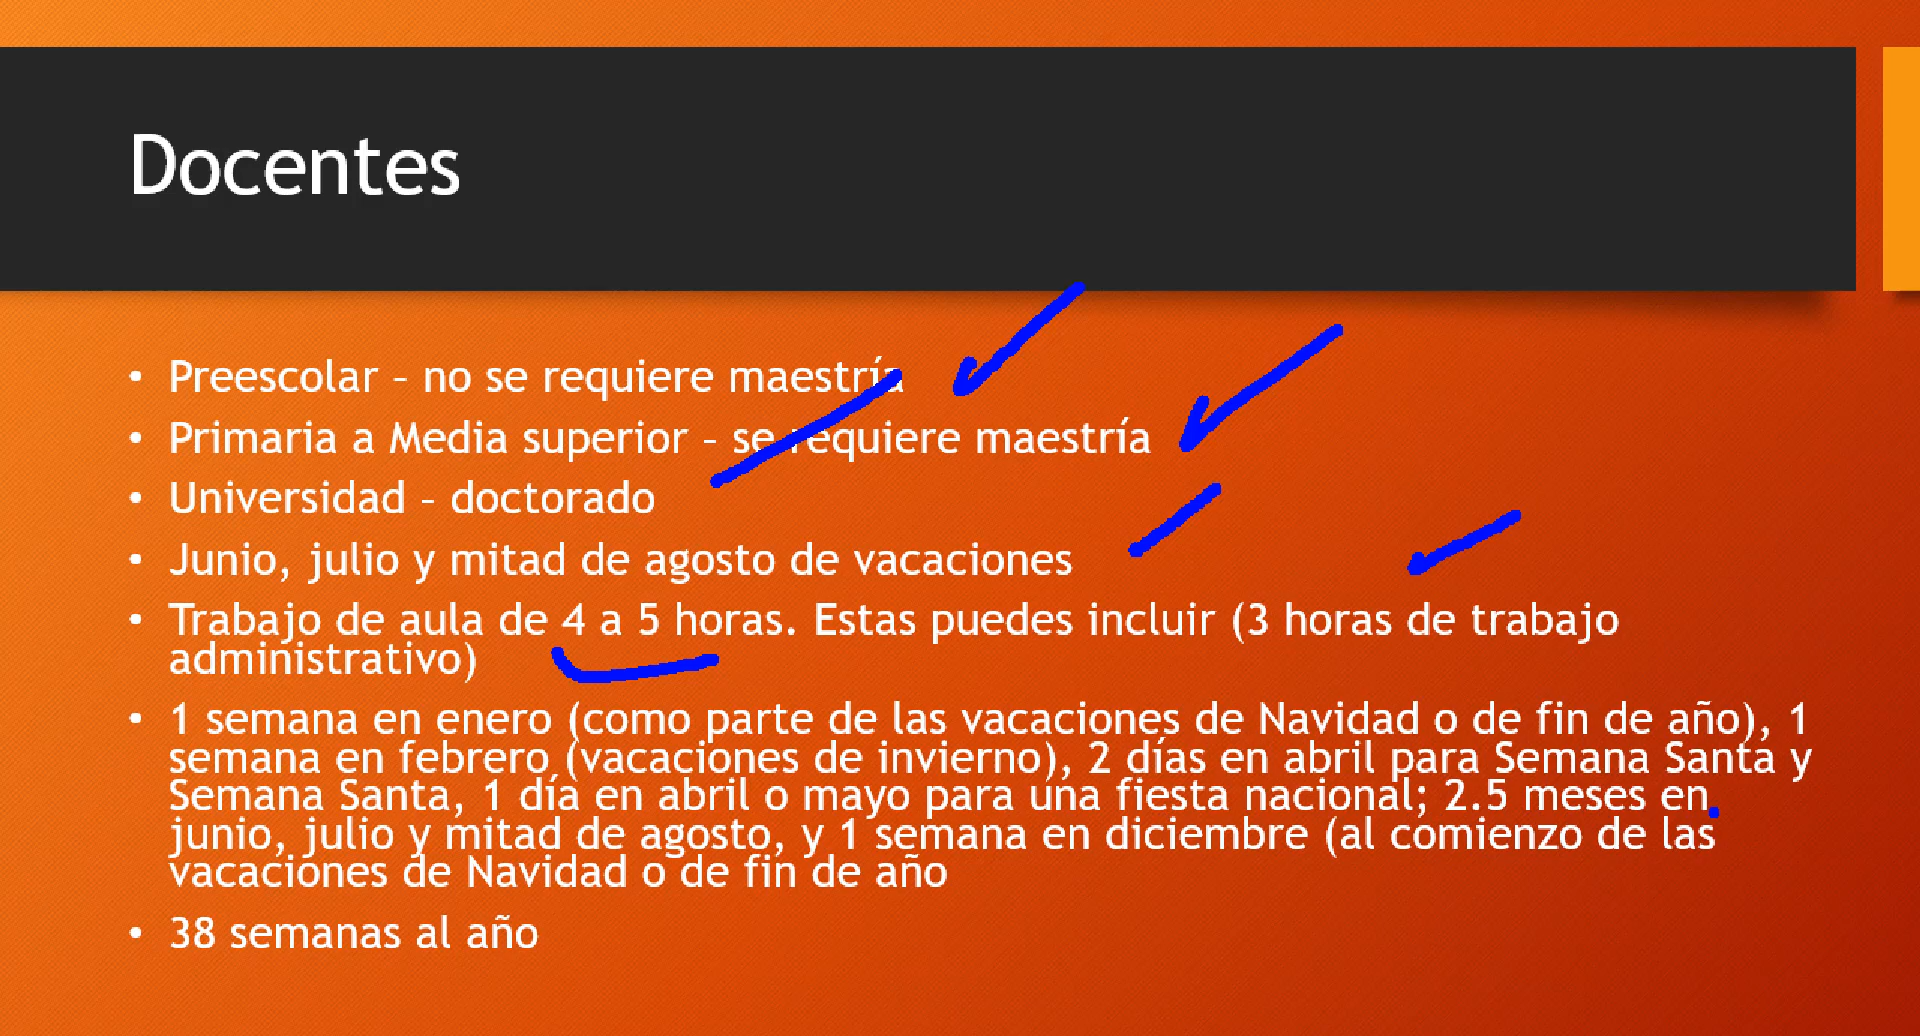 Docentes
• Preescolar – no se requiere maestría
• Primaria a Media superior – se requiere maestría
• Universidad – doctorado
• Junio, julio y mitad de agosto de vacaciones
• Trabajo de aula de 4 a 5 horas. Estas puedes incluir (3 horas de trabajo
administrativo)
• 1 semana en enero (como parte de las vacaciones de Navidad o de fin de año), 1
semana en febrero (vacaciones de invierno), 2 días en abril para Semana Santa y
Semana Santa, 1 día en abril o mayo para una fiesta nacional; 2.5 meses en
junio, julio y mitad de agosto, y 1 semana en diciembre (al comienzo de las
vacaciones de Navidad o de fin de año
• 38 semanas al año